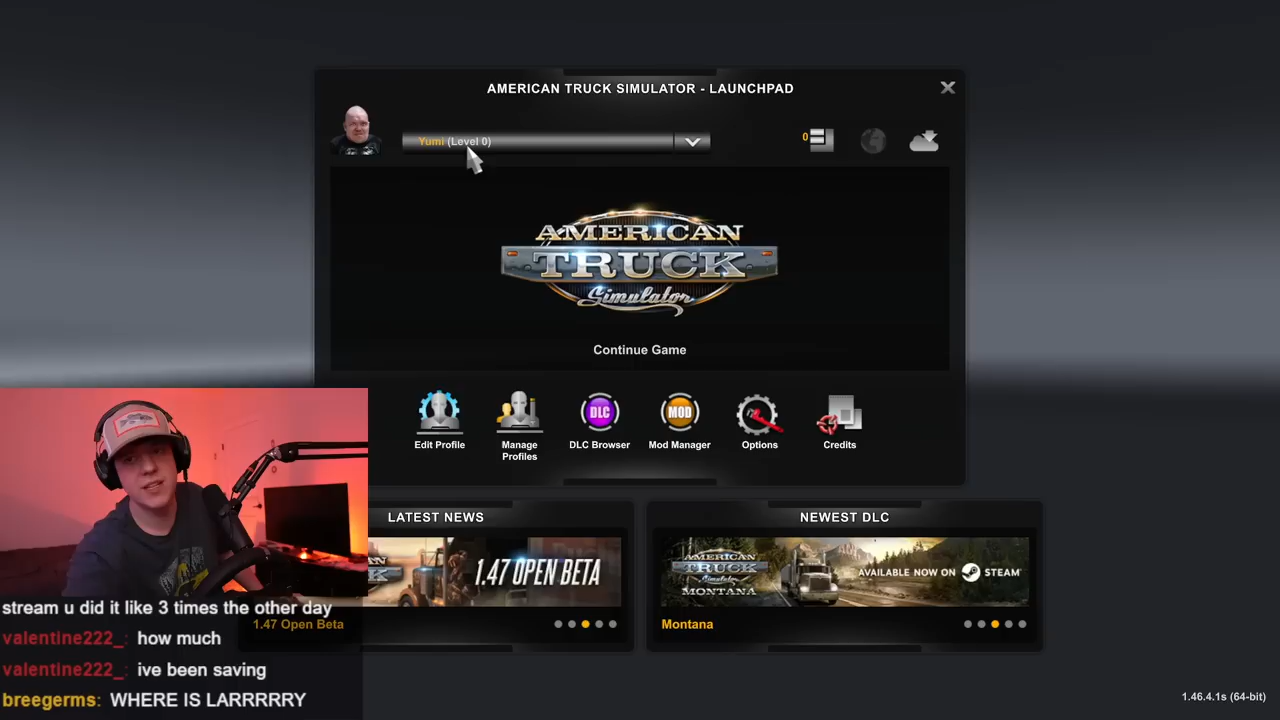 AMERICAN TRUCK SIMULATOR - LAUNCHPAD
Yumi (Level 0)
0
AMERICAN
TRUCK
Simulator
Continue Game
Edit Profile
Manage
Profiles
DLC
DLC Browser
MOD
Mod Manager
Options
Credits
LATEST NEWS
1.47 OPEN BETA
1.47 Open Beta
NEWEST DLC
AMERICAN
TRUCK
Simulator
MONTANA
AVAILABLE NOW ON STEAM
Montana
stream u did it like 3 times the other day
valentine222_: how much
valentine222_: ive been saving
breegerms: WHERE IS LARRRRRY
1.46.4.1s (64-bit)